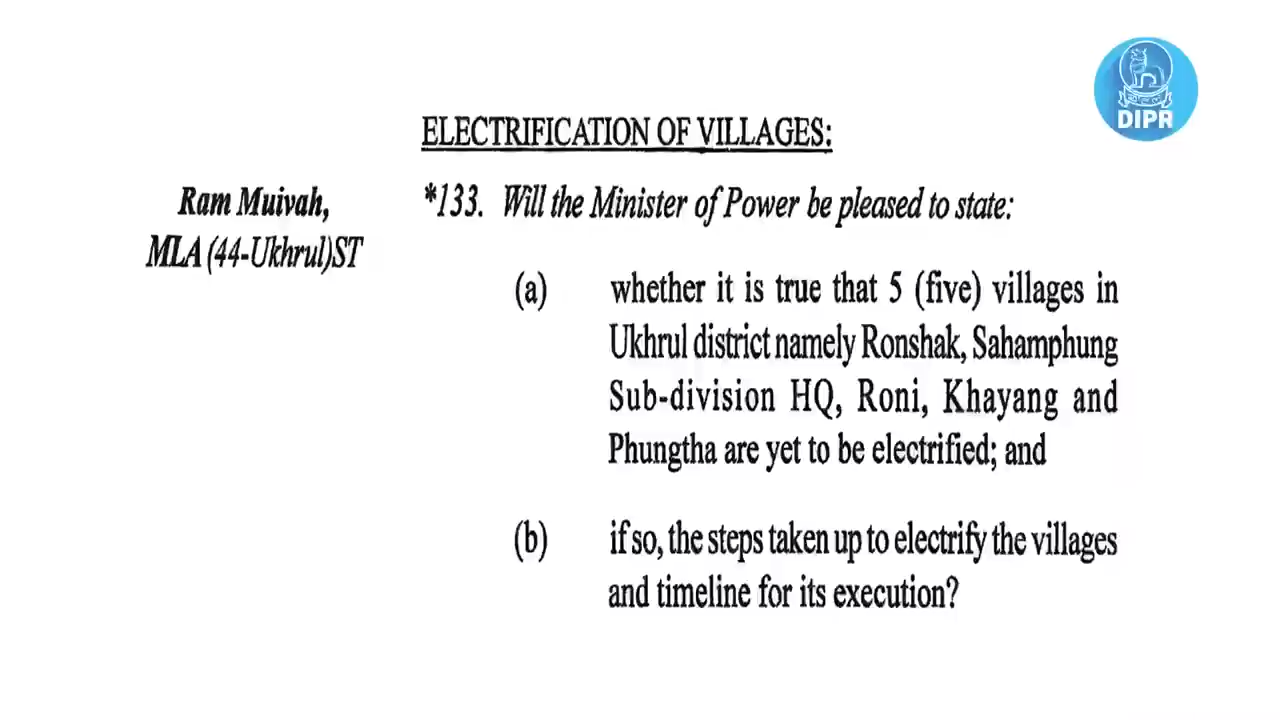 DIPR
ELECTRIFICATION OF VILLAGES:
Ram Muivah,
MLA (44-Ukhrul)ST
*133. Will the Minister of Power be pleased to state:
(a) whether it is true that 5 (five) villages in
Ukhrul district namely Ronshak, Sahamphung
Sub-division HQ, Roni, Khayang and
Phungtha are yet to be electrified; and
(b) if so, the steps taken up to electrify the villages
and timeline for its execution?